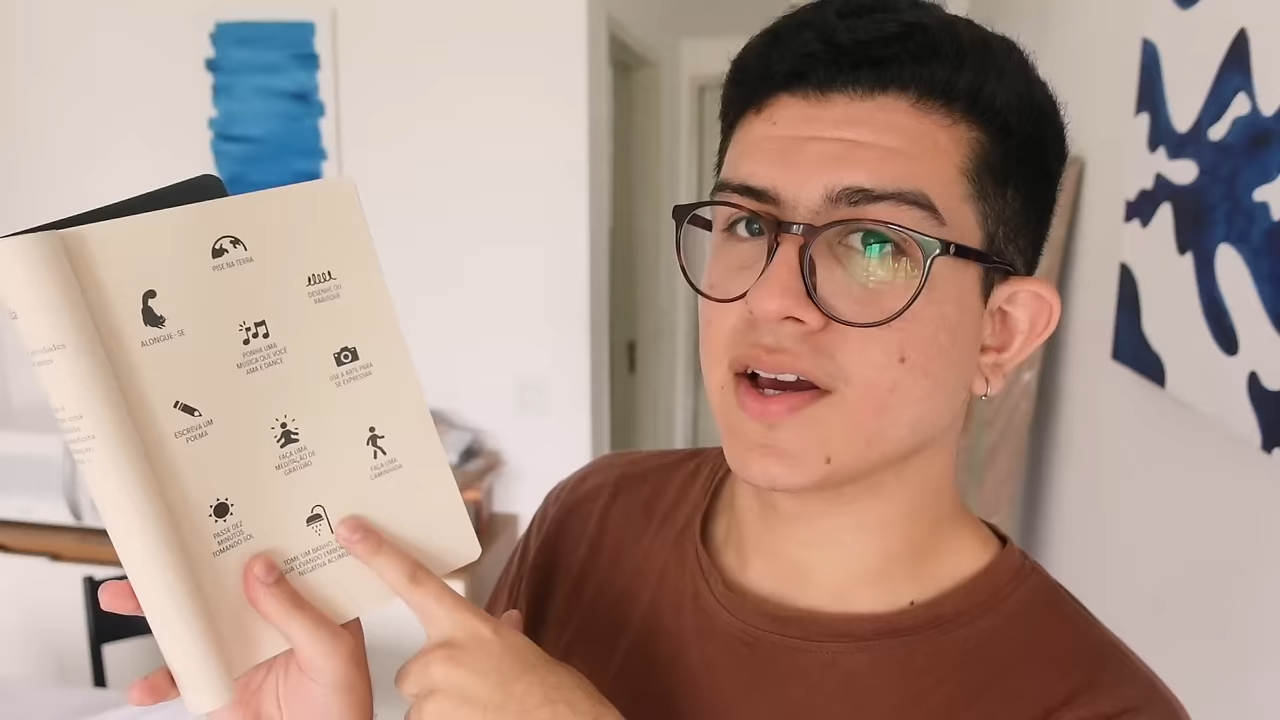 PISE NA TERRA
DESENHE OU
RABISQUE
ALONGUE-SE
PONHA UMA
MÚSICA QUE VOCÊ
AMA E DANCE
USE A ARTE PARA
SE EXPRESSAR
ESCREVA UM
POEMA
FAÇA UMA
MEDITAÇÃO DE
GRATIDÃO
FAÇA UMA
CAMINHADA
PASSE DEZ
MINUTOS
TOMANDO SOL
TOME UM BANHO,
LEVANDO EMBORA
NEGATIVA